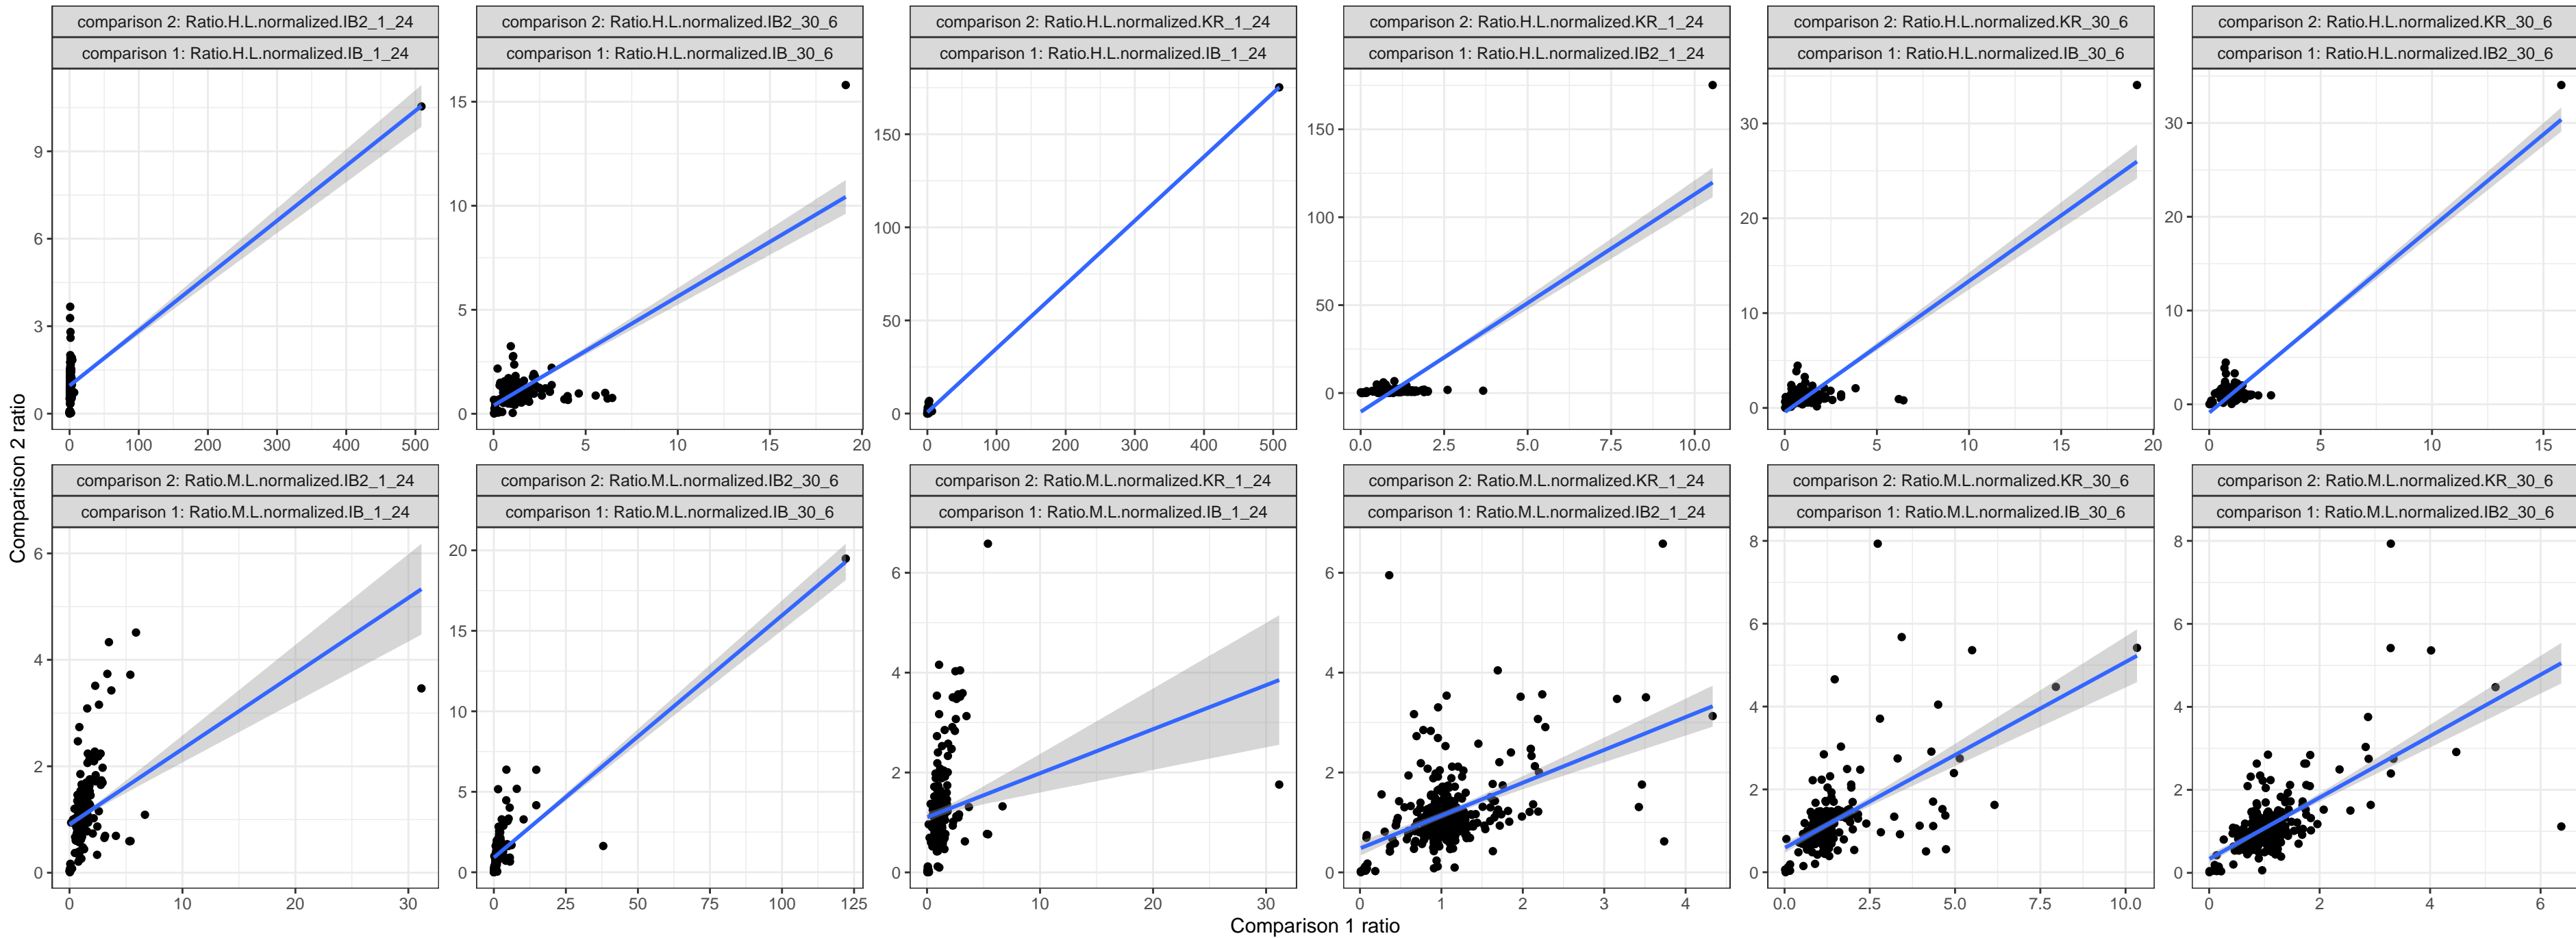 comparison 2: Ratio.H.L.normalized.IB2_1_24
comparison 1: Ratio.H.L.normalized.IB_1_24
9
6
3
0
0 100 200 300 400 500
comparison 2: Ratio.H.L.normalized.IB2_30_6
comparison 1: Ratio.H.L.normalized.IB_30_6
15
10
5
0
0 5 10 15 20
comparison 2: Ratio.H.L.normalized.KR_1_24
comparison 1: Ratio.H.L.normalized.IB_1_24
150
100
50
0
0 100 200 300 400 500
comparison 2: Ratio.H.L.normalized.KR_1_24
comparison 1: Ratio.H.L.normalized.IB2_1_24
150
100
50
0
0.0 2.5 5.0 7.5 10.0
comparison 2: Ratio.H.L.normalized.KR_30_6
comparison 1: Ratio.H.L.normalized.IB_30_6
30
20
10
0
0 5 10 15 20
comparison 2: Ratio.H.L.normalized.KR_30_6
comparison 1: Ratio.H.L.normalized.IB2_30_6
30
20
10
0
0 5 10 15
Comparison 2 ratio
comparison 2: Ratio.M.L.normalized.IB2_1_24
comparison 1: Ratio.M.L.normalized.IB_1_24
6
4
2
0
0 10 20 30
comparison 2: Ratio.M.L.normalized.IB2_30_6
comparison 1: Ratio.M.L.normalized.IB_30_6
20
15
10
5
0
0 25 50 75 100 125
comparison 2: Ratio.M.L.normalized.KR_1_24
comparison 1: Ratio.M.L.normalized.IB_1_24
6
4
2
0
0 10 20 30
comparison 2: Ratio.M.L.normalized.KR_1_24
comparison 1: Ratio.M.L.normalized.IB2_1_24
6
4
2
0
0 1 2 3 4
comparison 2: Ratio.M.L.normalized.KR_30_6
comparison 1: Ratio.M.L.normalized.IB_30_6
8
6
4
2
0
0.0 2.5 5.0 7.5 10.0
comparison 2: Ratio.M.L.normalized.KR_30_6
comparison 1: Ratio.M.L.normalized.IB2_30_6
8
6
4
2
0
0 2 4 6
Comparison 1 ratio